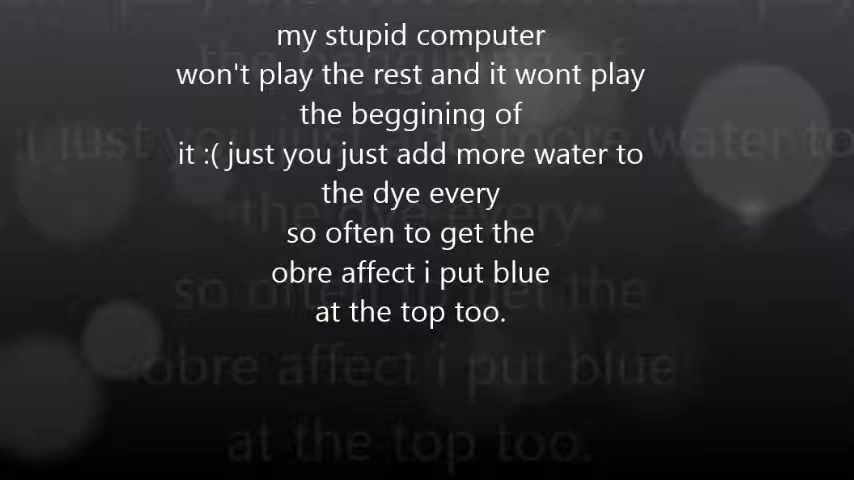 my stupid computer
won't play the rest and it wont play
the beggining of
it :( just you just add more water to
the dye every
so often to get the
obre affect i put blue
at the top too.